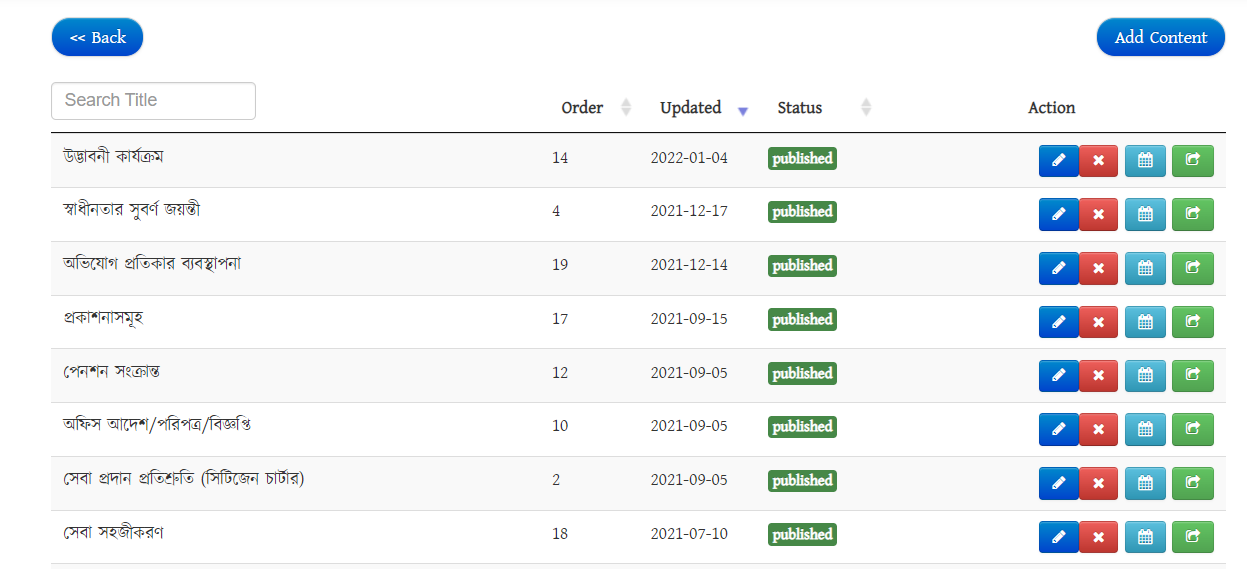 << Back
Add Content
Search Title Order Updated Status Action
উদ্ভাবনী কার্যক্রম 14 2022-01-04 published
স্বাধীনতার সুবর্ণ জয়ন্তী 4 2021-12-17 published
অভিযোগ প্রতিকার ব্যবস্থাপনা 19 2021-12-14 published
প্রকাশনাসমূহ 17 2021-09-15 published
পেনশন সংক্রান্ত 12 2021-09-05 published
অফিস আদেশ/পরিপত্র/বিজ্ঞপ্তি 10 2021-09-05 published
সেবা প্রদান প্রতিশ্রুতি (সিটিজেন চার্টার) 2 2021-09-05 published
সেবা সহজীকরণ 18 2021-07-10 published